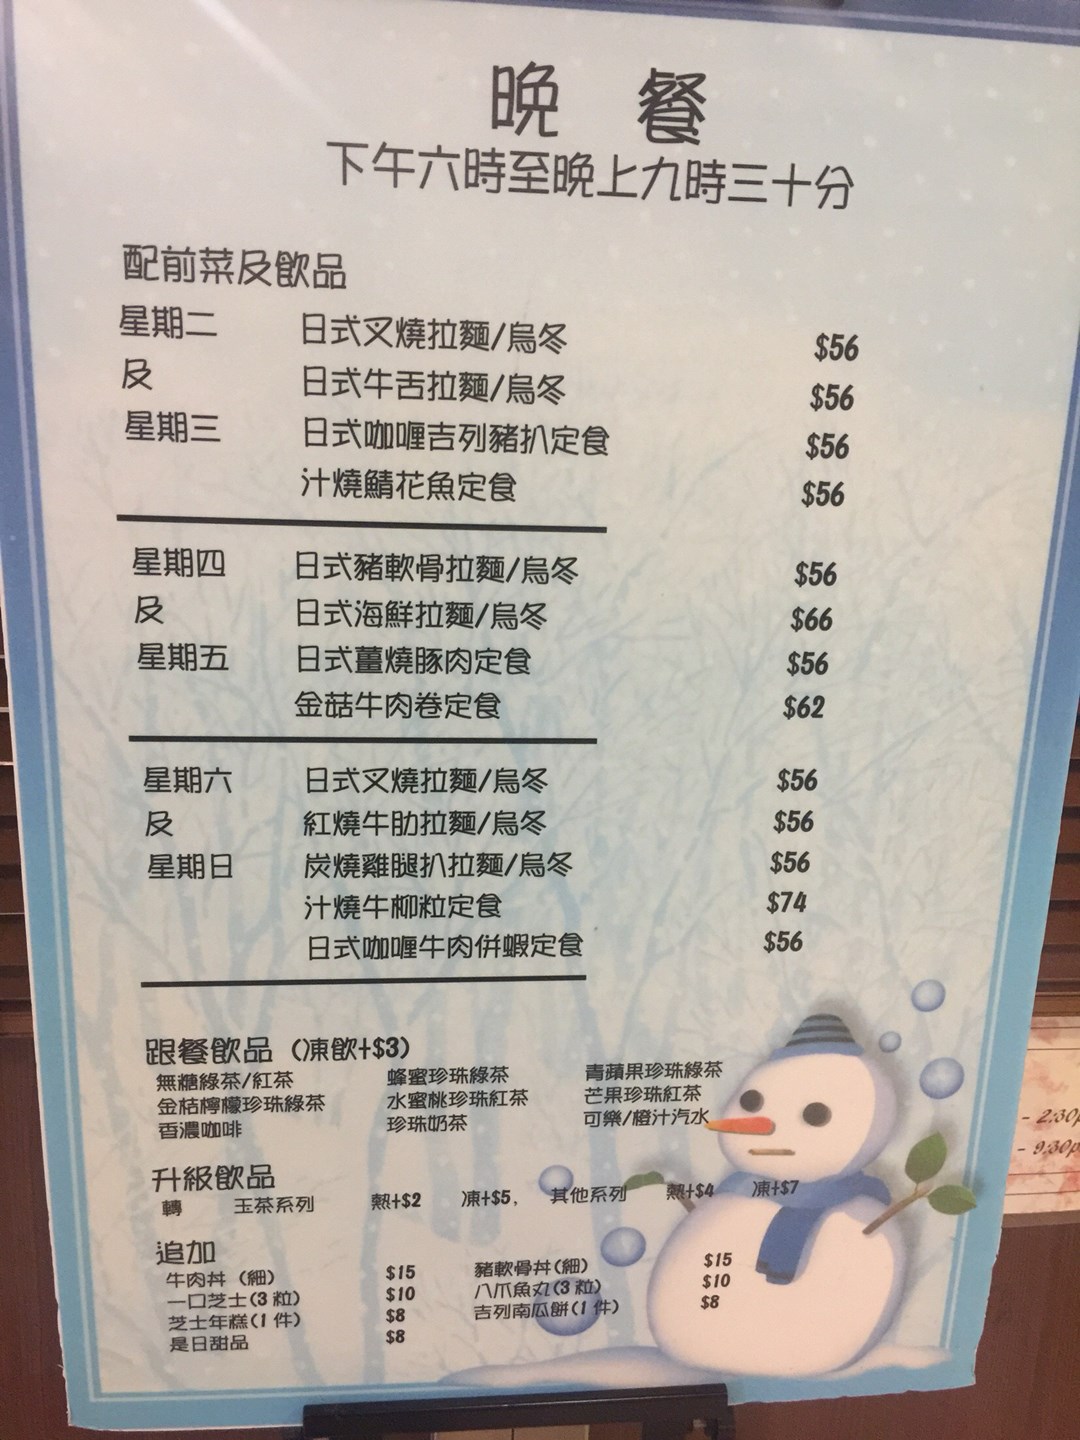 晚 餐
下午六時至晚上九時三十分
配前菜及飲品
星期二 日式叉燒拉麵/烏冬 $56
及 日式牛舌拉麵/烏冬 $56
星期三 日式咖喱吉列豬扒定食 $56
汁燒鯖花魚定食 $56
星期四 日式豬軟骨拉麵/烏冬 $56
及 日式海鮮拉麵/烏冬 $66
星期五 日式薑燒豚肉定食 $56
金菇牛肉卷定食 $62
星期六 日式叉燒拉麵/烏冬 $56
及 紅燒牛肋拉麵/烏冬 $56
星期日 炭燒雞腿扒拉麵/烏冬 $56
汁燒牛柳粒定食 $74
日式咖喱牛肉併蝦定食 $56
跟餐飲品 (凍飲+$3)
無糖綠茶/紅茶 蜂蜜珍珠綠茶 青蘋果珍珠綠茶
金桔檸檬珍珠綠茶 水蜜桃珍珠紅茶 芒果珍珠紅茶
香濃咖啡 珍珠奶茶 可樂/橙汁汽水
升級飲品
轉 玉茶系列 熱+$2 凍+$5, 其他系列 熱+$4 凍+$7
追加
牛肉丼 (細) $15 豬軟骨丼(細) $15
一口芝士(3 粒) $10 八爪魚丸(3 粒) $10
芝士年糕(1 件) $8 吉列南瓜餅(1 件) $8
是日甜品 $8
- 2:30p
- 9:30p